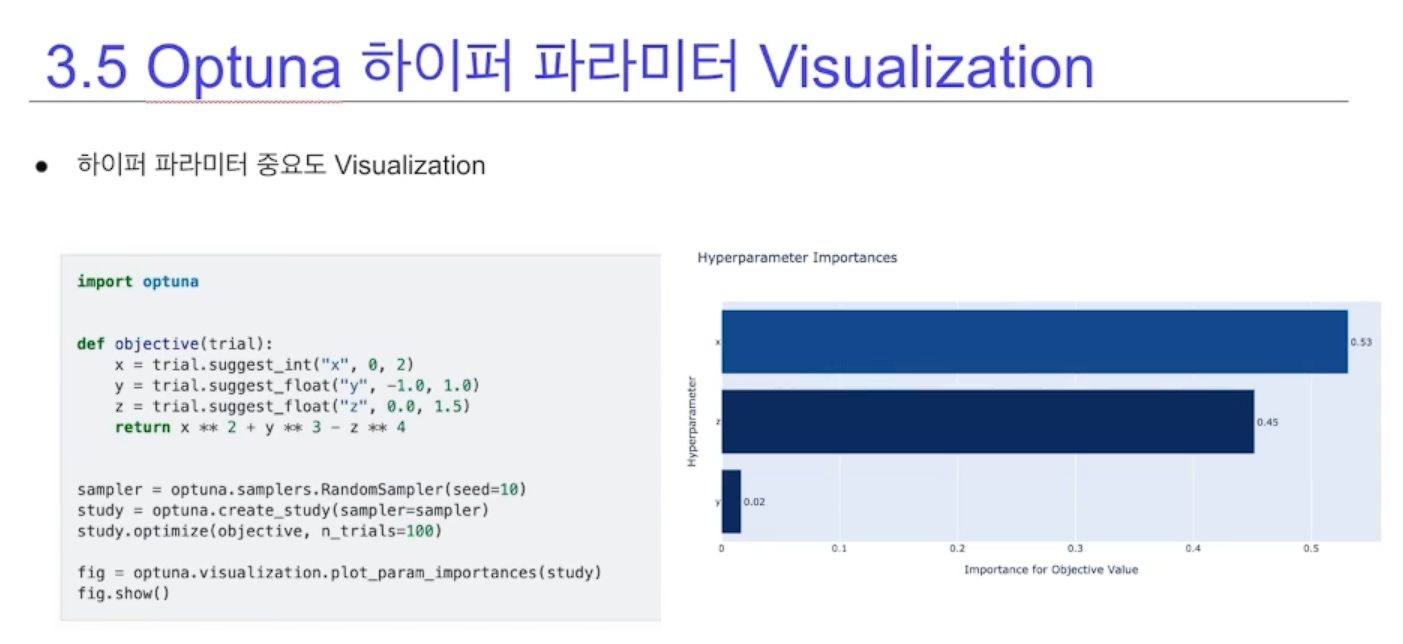 3.5 Optuna 하이퍼 파라미터 Visualization
● 하이퍼 파라미터 중요도 Visualization
import optuna
def objective(trial):
    x = trial.suggest_int("x", 0, 2)
    y = trial.suggest_float("y", -1.0, 1.0)
    z = trial.suggest_float("z", 0.0, 1.5)
    return x ** 2 + y ** 3 - z ** 4
sampler = optuna.samplers.RandomSampler(seed=10)
study = optuna.create_study(sampler=sampler)
study.optimize(objective, n_trials=100)
fig = optuna.visualization.plot_param_importances(study)
fig.show()
Hyperparameter Importances
Hyperparameter
x 0.53
z 0.45
y 0.02
0 0.1 0.2 0.3 0.4 0.5
Importance for Objective Value